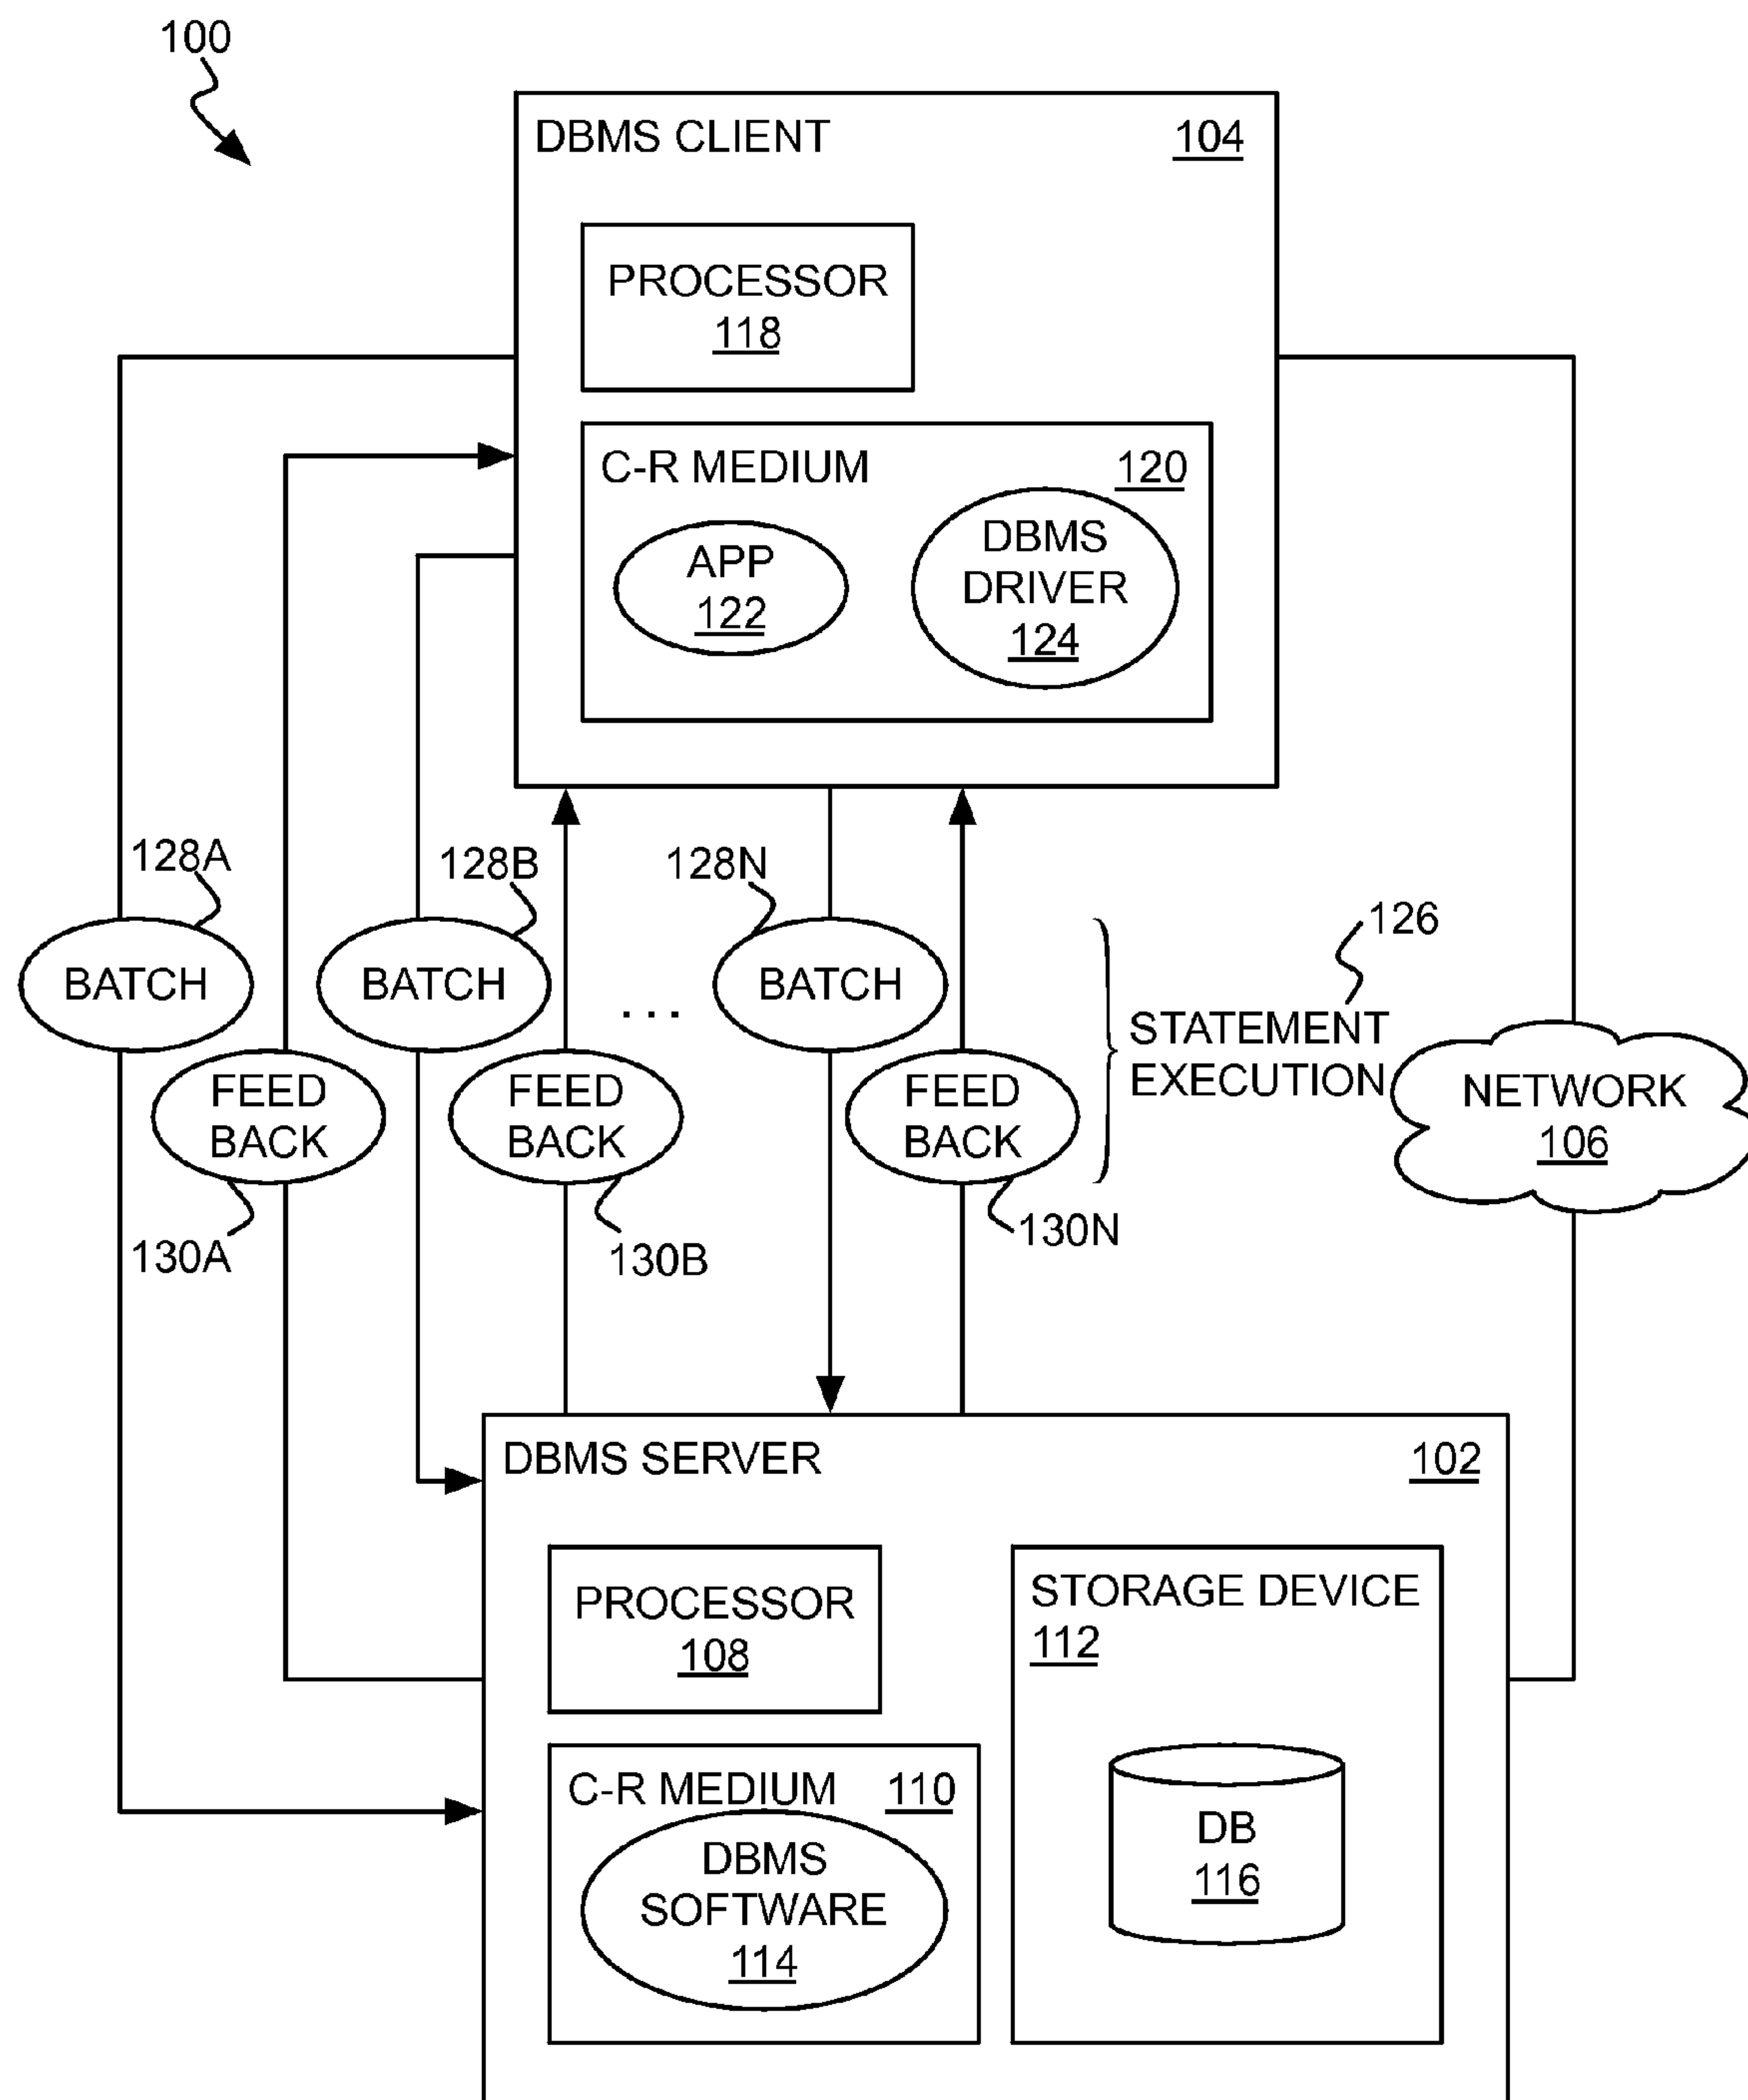 100
DBMS CLIENT 104
PROCESSOR
118
C-R MEDIUM 120
APP
122
DBMS
DRIVER
124
128A
128B
128N
126
BATCH
BATCH
BATCH
...
STATEMENT
EXECUTION
FEED
BACK
FEED
BACK
FEED
BACK
NETWORK
106
130A
130B
130N
DBMS SERVER 102
PROCESSOR
108
STORAGE DEVICE
112
C-R MEDIUM 110
DBMS
SOFTWARE
114
DB
116